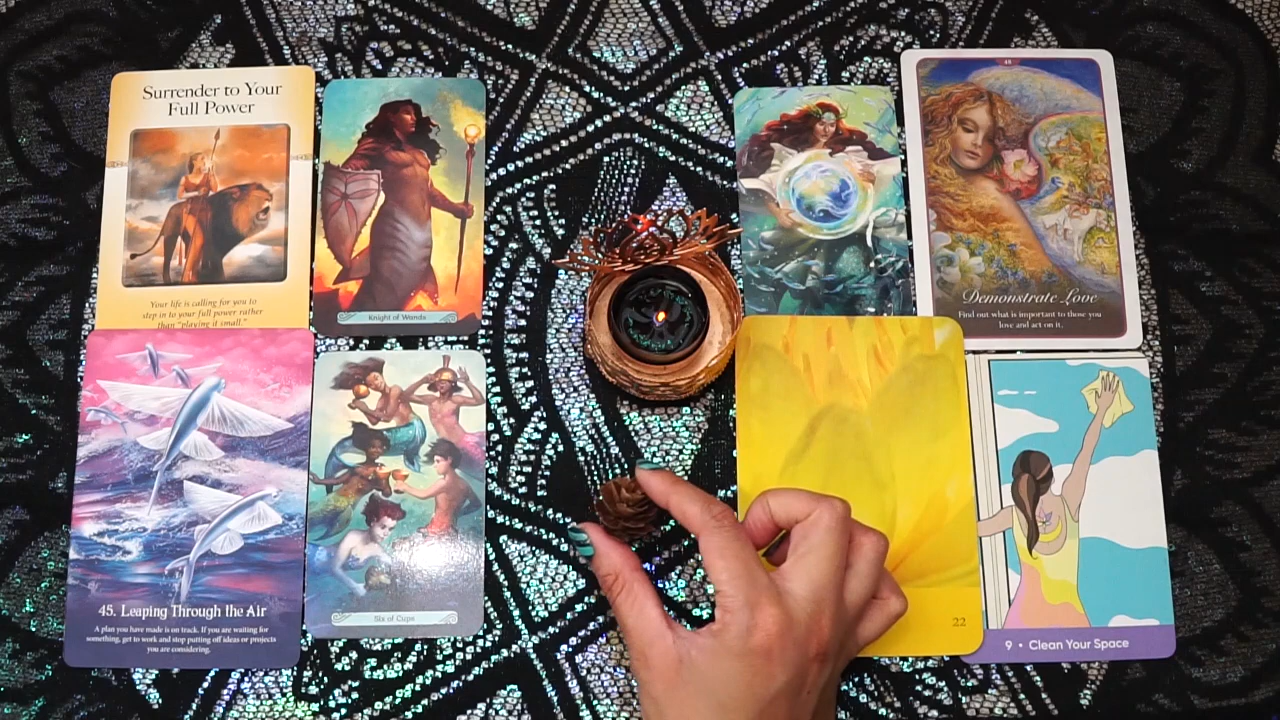 Surrender to Your
Full Power
Your life is calling for you to
step in to your full power rather
than "playing it small."
Knight of Wands
48
Demonstrate Love
Find out what is important to those you
love and act on it.
45. Leaping Through the Air
A plan you have made is on track. If you are waiting for
something, get to work and stop putting off ideas or projects
you are considering.
Six of Cups
22
9 • Clean Your Space